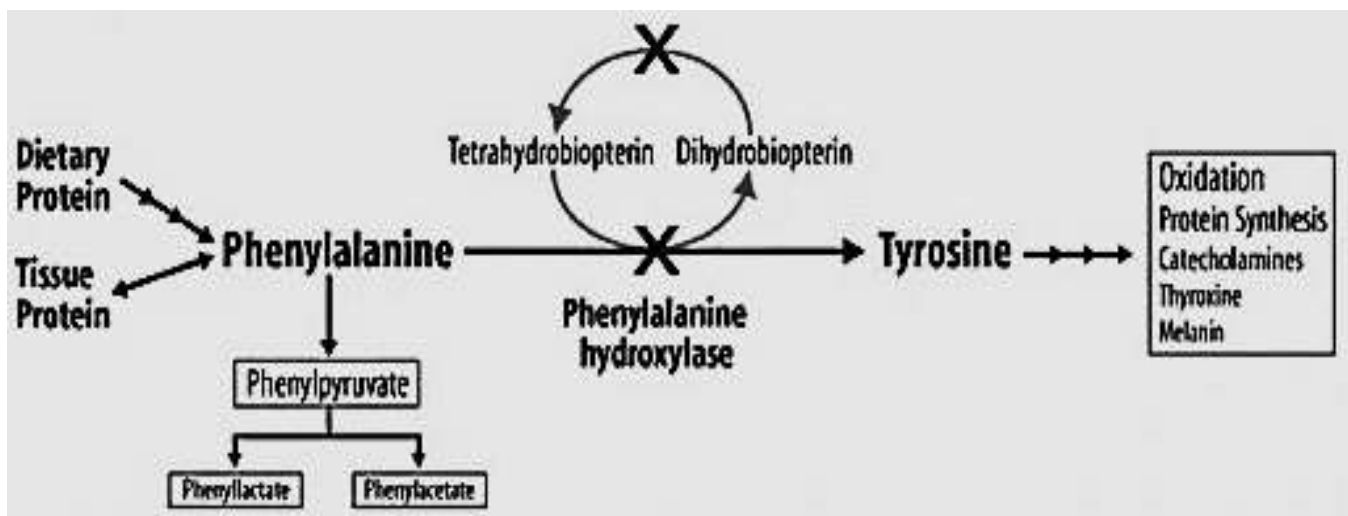 X
Tetrahydrobiopterin Dihydrobiopterin
Dietary
Protein
Tissue
Protein
Phenylalanine
X
Phenylalanine
hydroxylase
Tyrosine
Oxidation
Protein Synthesis
Catecholamines
Thyroxine
Melanin
Phenylpyruvate
Phenyllactate
Phenylacetate